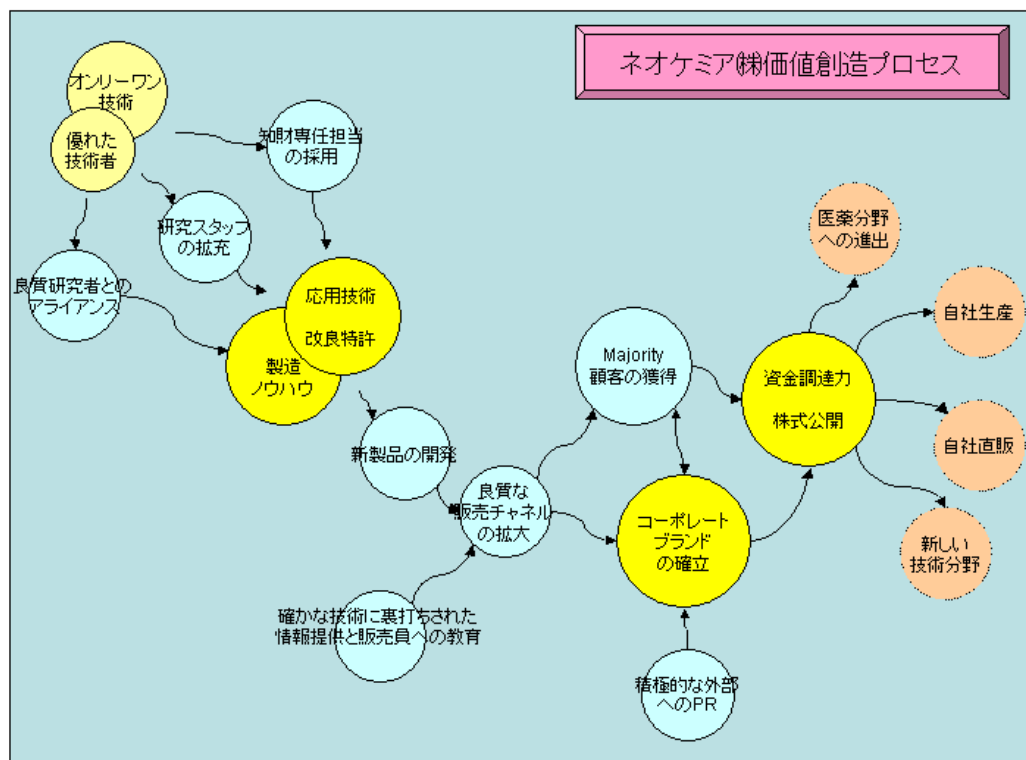 ネオケミア㈱価値創造プロセス
オンリーワン
技術
優れた
技術者
知財専任担当
の採用
研究スタッフ
の拡充
良質研究者との
アライアンス
応用技術
改良特許
製造
ノウハウ
新製品の開発
良質な
販売チャネル
の拡大
確かな技術に裏打ちされた
情報提供と販売員への教育
Majority
顧客の獲得
コーポレート
ブランド
の確立
積極的な外部
へのPR
資金調達力
株式公開
医薬分野
への進出
自社生産
自社直販
新しい
技術分野